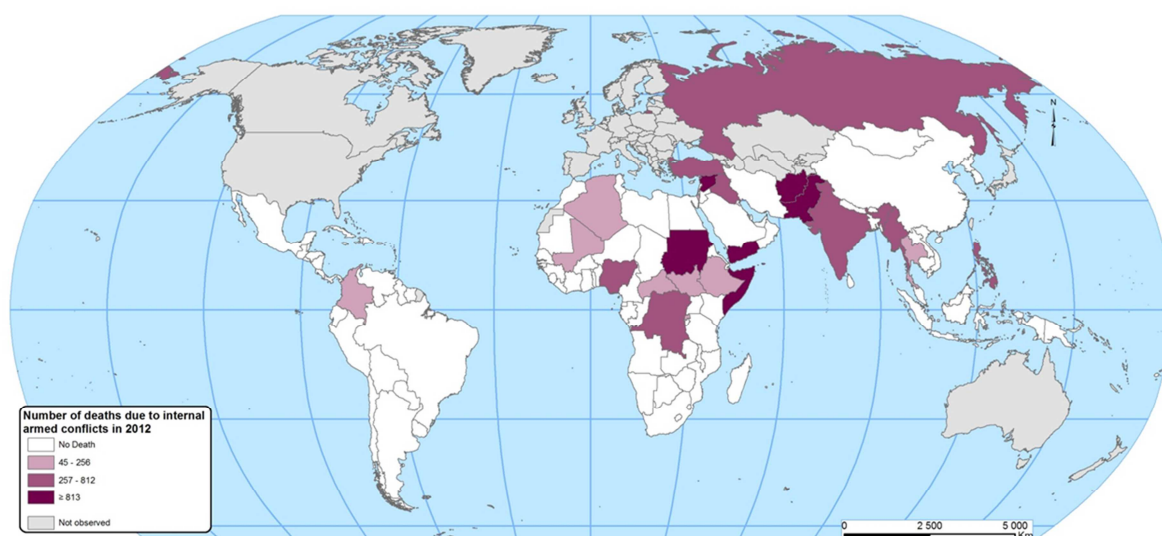 N
Number of deaths due to internal
armed conflicts in 2012
No Death
45 - 256
257 - 812
≥ 813
Not observed
0 2 500 5 000
Km